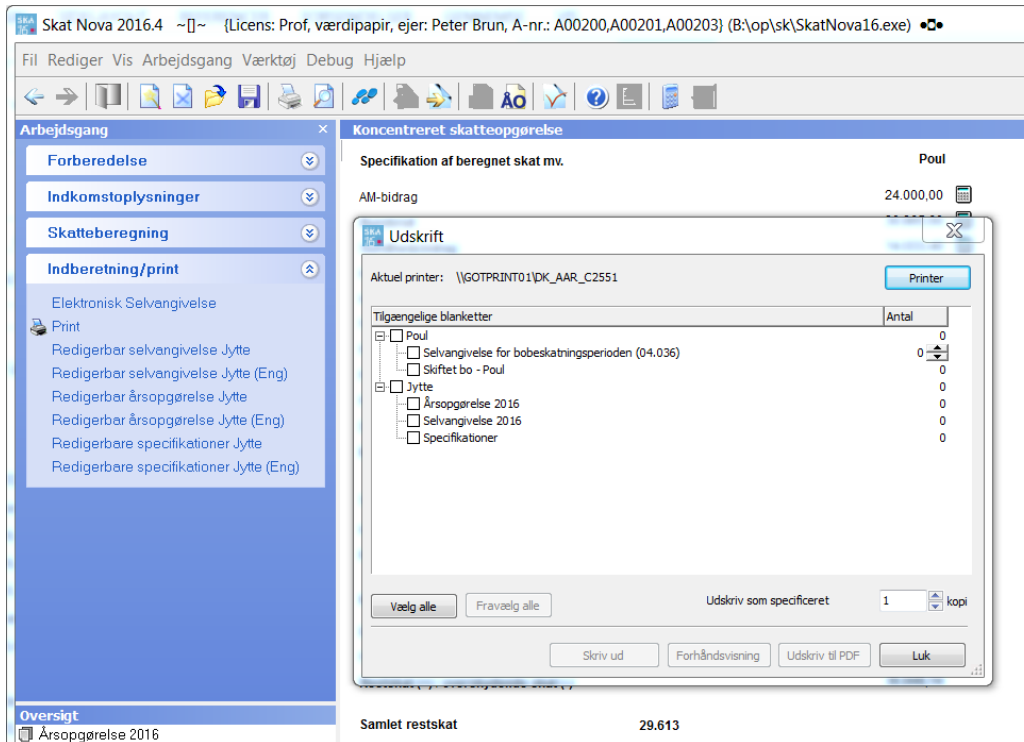 Skat Nova 2016.4 ~[]~ {Licens: Prof, værdipapir, ejer: Peter Brun, A-nr.: A00200,A00201,A00203} (B:\op\sk\SkatNova16.exe)
Fil Rediger Vis Arbejdsgang Værktøj Debug Hjælp
ÅO
Arbejdsgang
Koncentreret skatteopgørelse
Forberedelse
Indkomstoplysninger
Skatteberegning
Indberetning/print
Elektronisk Selvangivelse
Print
Redigerbar selvangivelse Jytte
Redigerbar selvangivelse Jytte (Eng)
Redigerbar årsopgørelse Jytte
Redigerbar årsopgørelse Jytte (Eng)
Redigerbare specifikationer Jytte
Redigerbare specifikationer Jytte (Eng)
Specifikation af beregnet skat mv. Poul
AM-bidrag 24.000,00
Udskrift
Aktuel printer: \\GOTPRINT01\DK_AAR_C2551 Printer
Tilgængelige blanketter Antal
Poul 0
Selvangivelse for bobeskatningsperioden (04.036) 0
Skiftet bo - Poul 0
Jytte 0
Årsopgørelse 2016 0
Selvangivelse 2016 0
Specifikationer 0
Vælg alle Fravælg alle Udskriv som specificeret 1 kopi
Skriv ud Forhåndsvisning Udskriv til PDF Luk
Samlet restskat 29.613
Oversigt
Årsopgørelse 2016